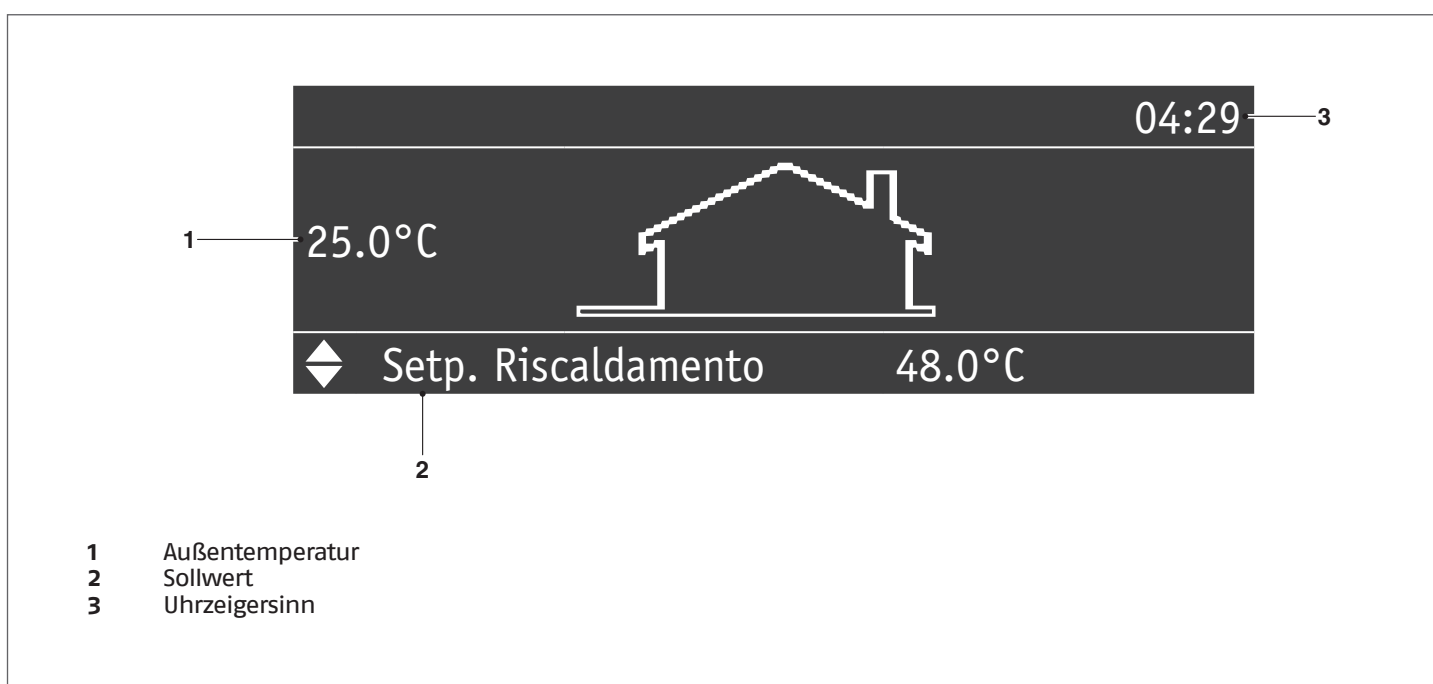 04:29
3
1
25.0°C
Setp. Riscaldamento 48.0°C
2
1 Außentemperatur
2 Sollwert
3 Uhrzeigersinn